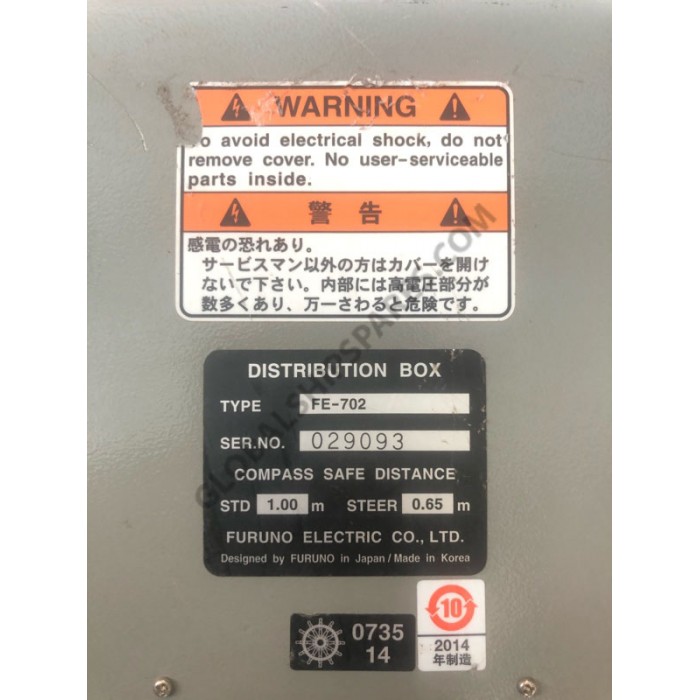 WARNING
o avoid electrical shock, do not
remove cover. No user-serviceable
parts inside.
警告
感電の恐れあり。
サービスマン以外の方はカバーを開け
ないで下さい。内部には高電圧部分が
数多くあり、万一さわると危険です。
DISTRIBUTION BOX
TYPE FE-702
SER.NO. 029093
COMPASS SAFE DISTANCE
STD 1.00 m STEER 0.65 m
FURUNO ELECTRIC CO., LTD.
Designed by FURUNO in Japan/Made in Korea
0735
14
10
2014
年制造
GLOBALSHIPSPARES.COM